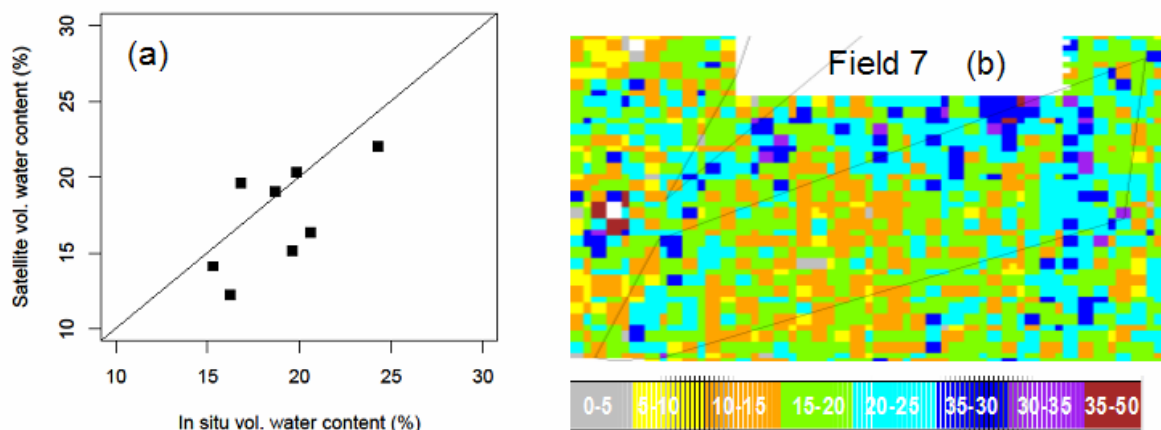 (a)
Satellite vol. water content (%)
30
25
20
15
10
10 15 20 25 30
In situ vol. water content (%)
Field 7 (b)
0-5 5-10 10-15 15-20 20-25 35-30 30-35 35-50